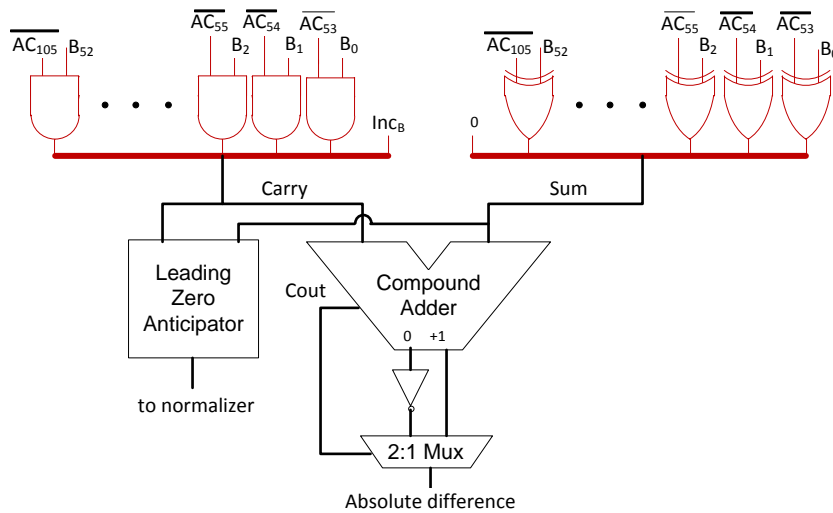 AC55 AC54 AC53
AC105 B52 B2 B1 B0
AC55 AC54 AC53
AC105 B52 B2 B1
IncB
0
Carry
Sum
Leading
Zero
Anticipator
Compound
Adder
Cout
0 +1
to normalizer
2:1 Mux
Absolute difference